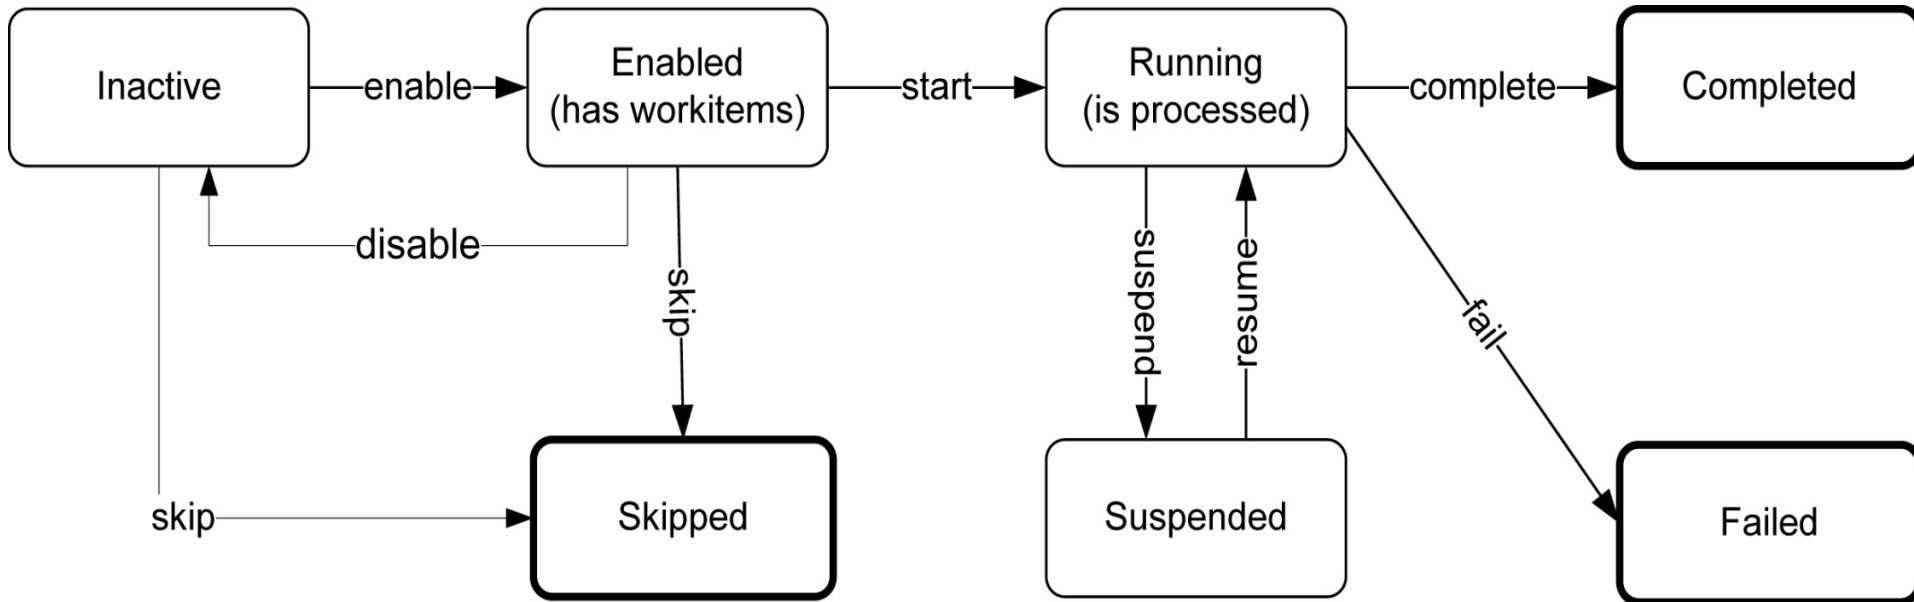 Inactive
enable
Enabled
(has workitems)
start
Running
(is processed)
complete
Completed
disable
skip
suspend
resume
fail
skip
Skipped
Suspended
Failed